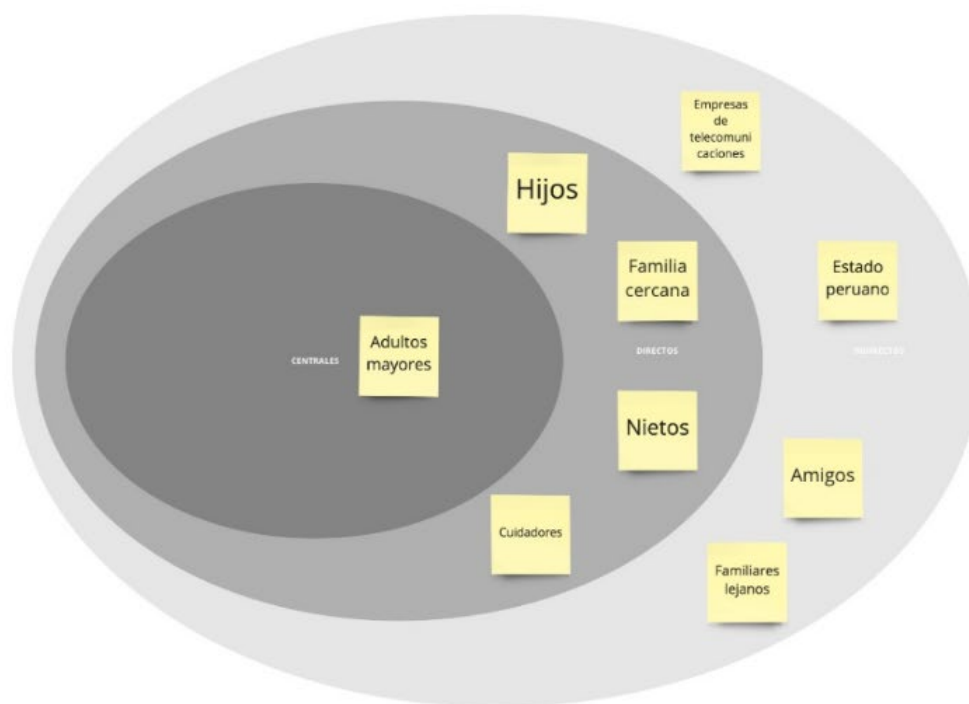 Empresas
de
telecomuni
caciones
Hijos
Familia
cercana
Estado
peruano
Adultos
mayores
CENTRALES
DIRECTOS
INDIRECTOS
Nietos
Amigos
Cuidadores
Familiares
lejanos